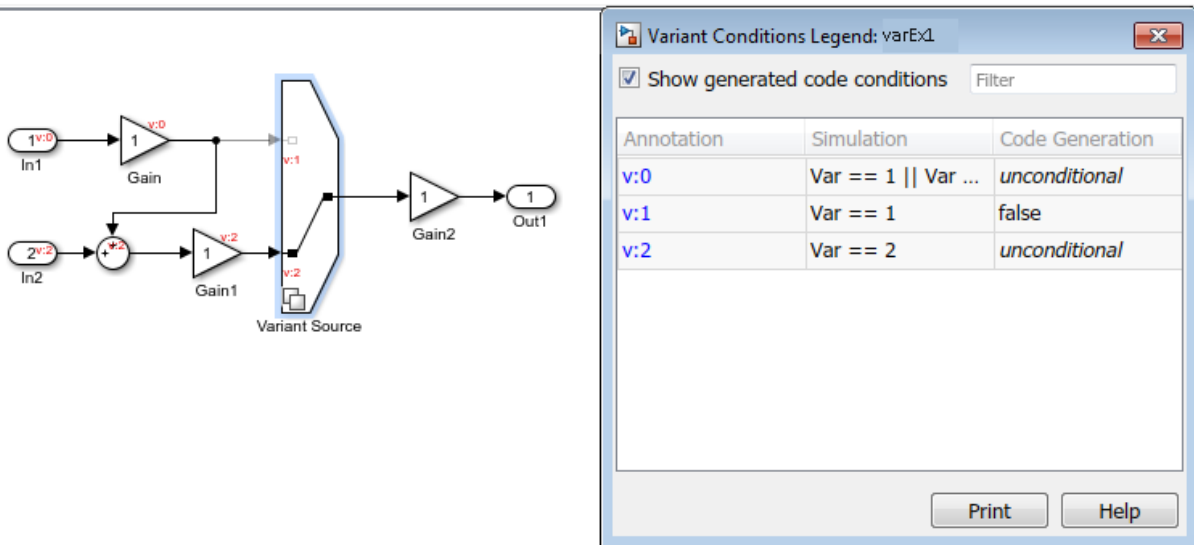 Variant Conditions Legend: varEx1
Show generated code conditions
Filter
Annotation Simulation Code Generation
v:0 Var == 1 || Var ... unconditional
v:1 Var == 1 false
v:2 Var == 2 unconditional
Print Help
1 v:0
In1
1 v:0
Gain
v:1
1
Gain2
1
Out1
2 v:2
In2
v:2
1 v:2
Gain1
v:2
Variant Source